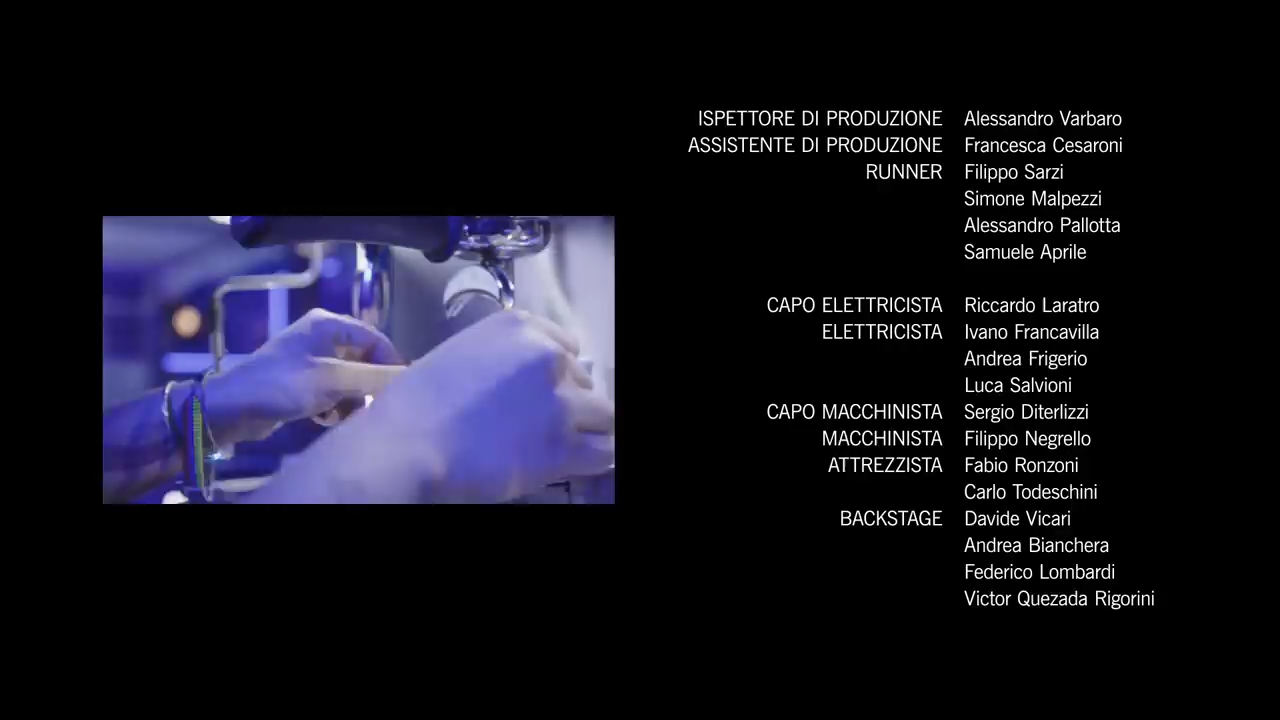 ISPETTORE DI PRODUZIONE Alessandro Varbaro
ASSISTENTE DI PRODUZIONE Francesca Cesaroni
RUNNER Filippo Sarzi
Simone Malpezzi
Alessandro Pallotta
Samuele Aprile
CAPO ELETTRICISTA Riccardo Laratro
ELETTRICISTA Ivano Francavilla
Andrea Frigerio
Luca Salvioni
CAPO MACCHINISTA Sergio Diterlizzi
MACCHINISTA Filippo Negrello
ATTREZZISTA Fabio Ronzoni
Carlo Todeschini
BACKSTAGE Davide Vicari
Andrea Bianchera
Federico Lombardi
Victor Quezada Rigorini